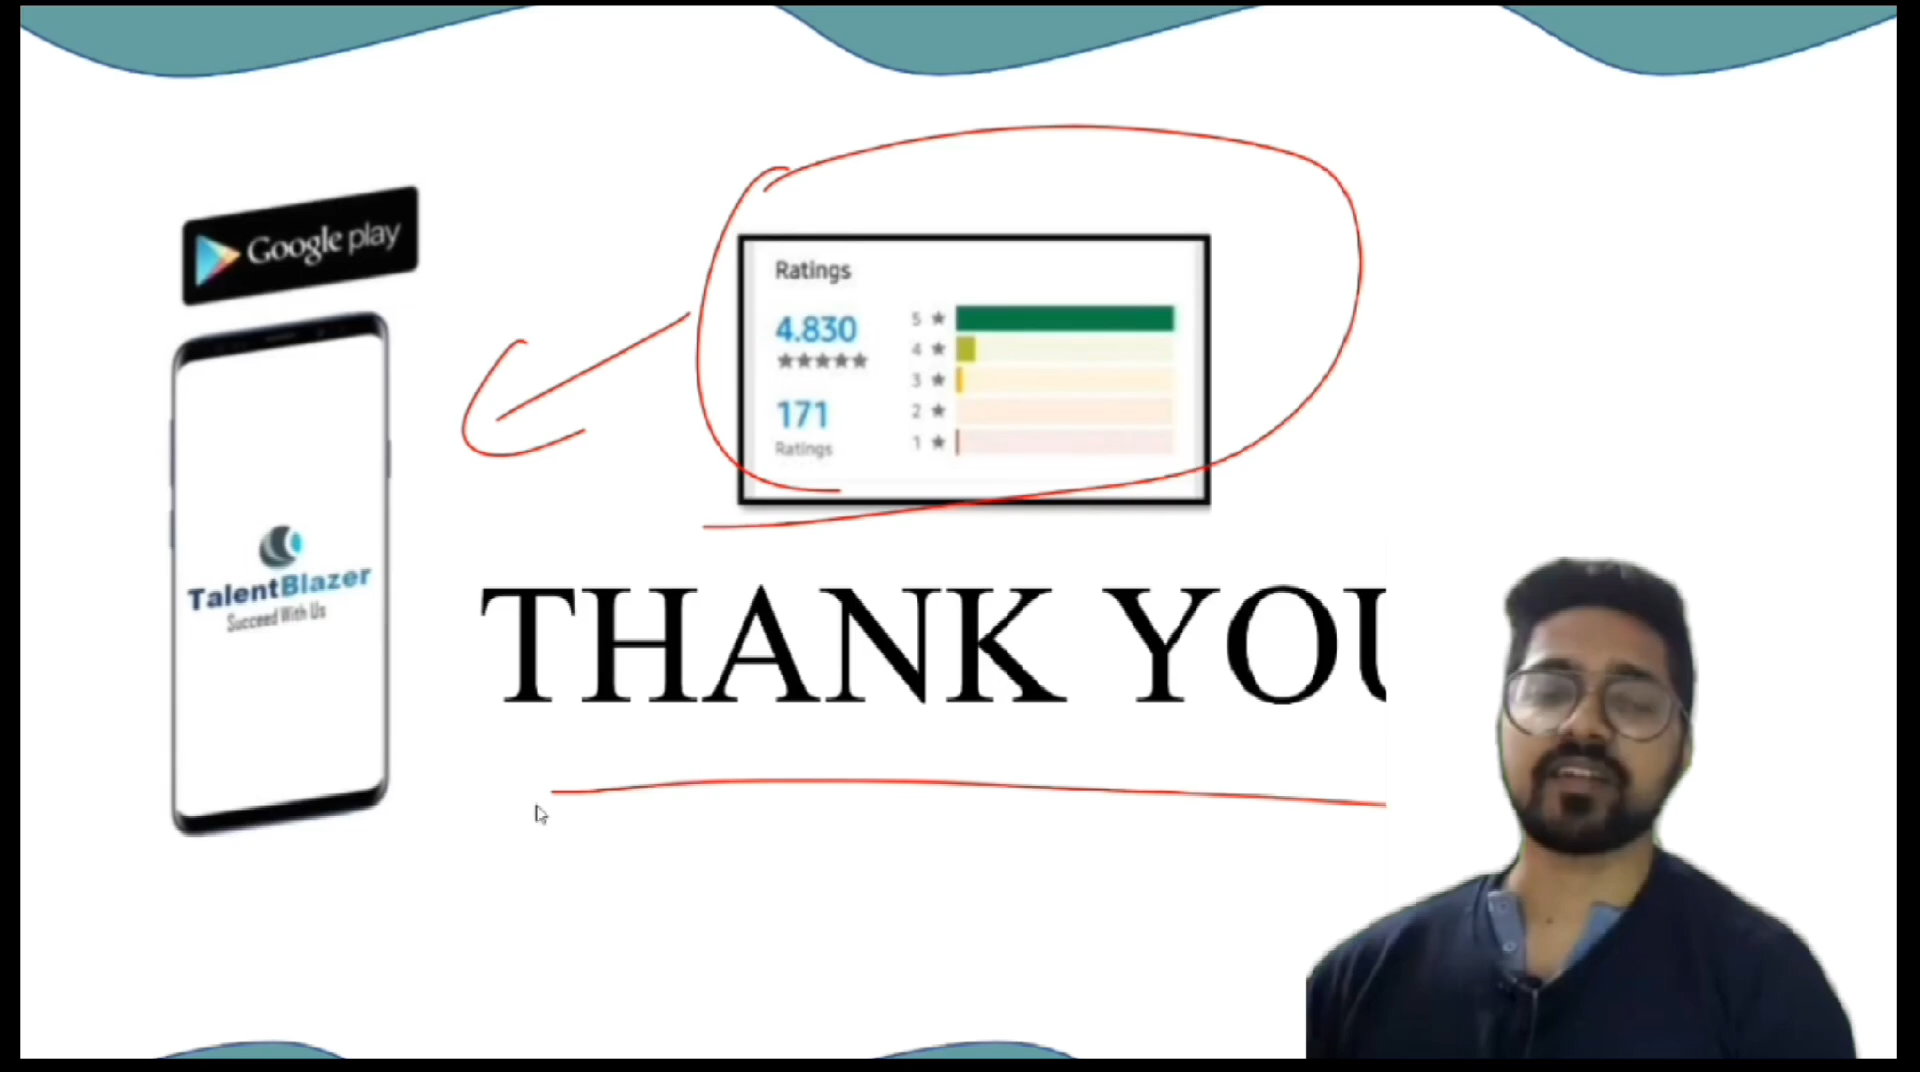 Google play
Ratings
4.830
5
4
3
2
1
171
Ratings
TalentBlazer
Succeed With Us
THANK YOU